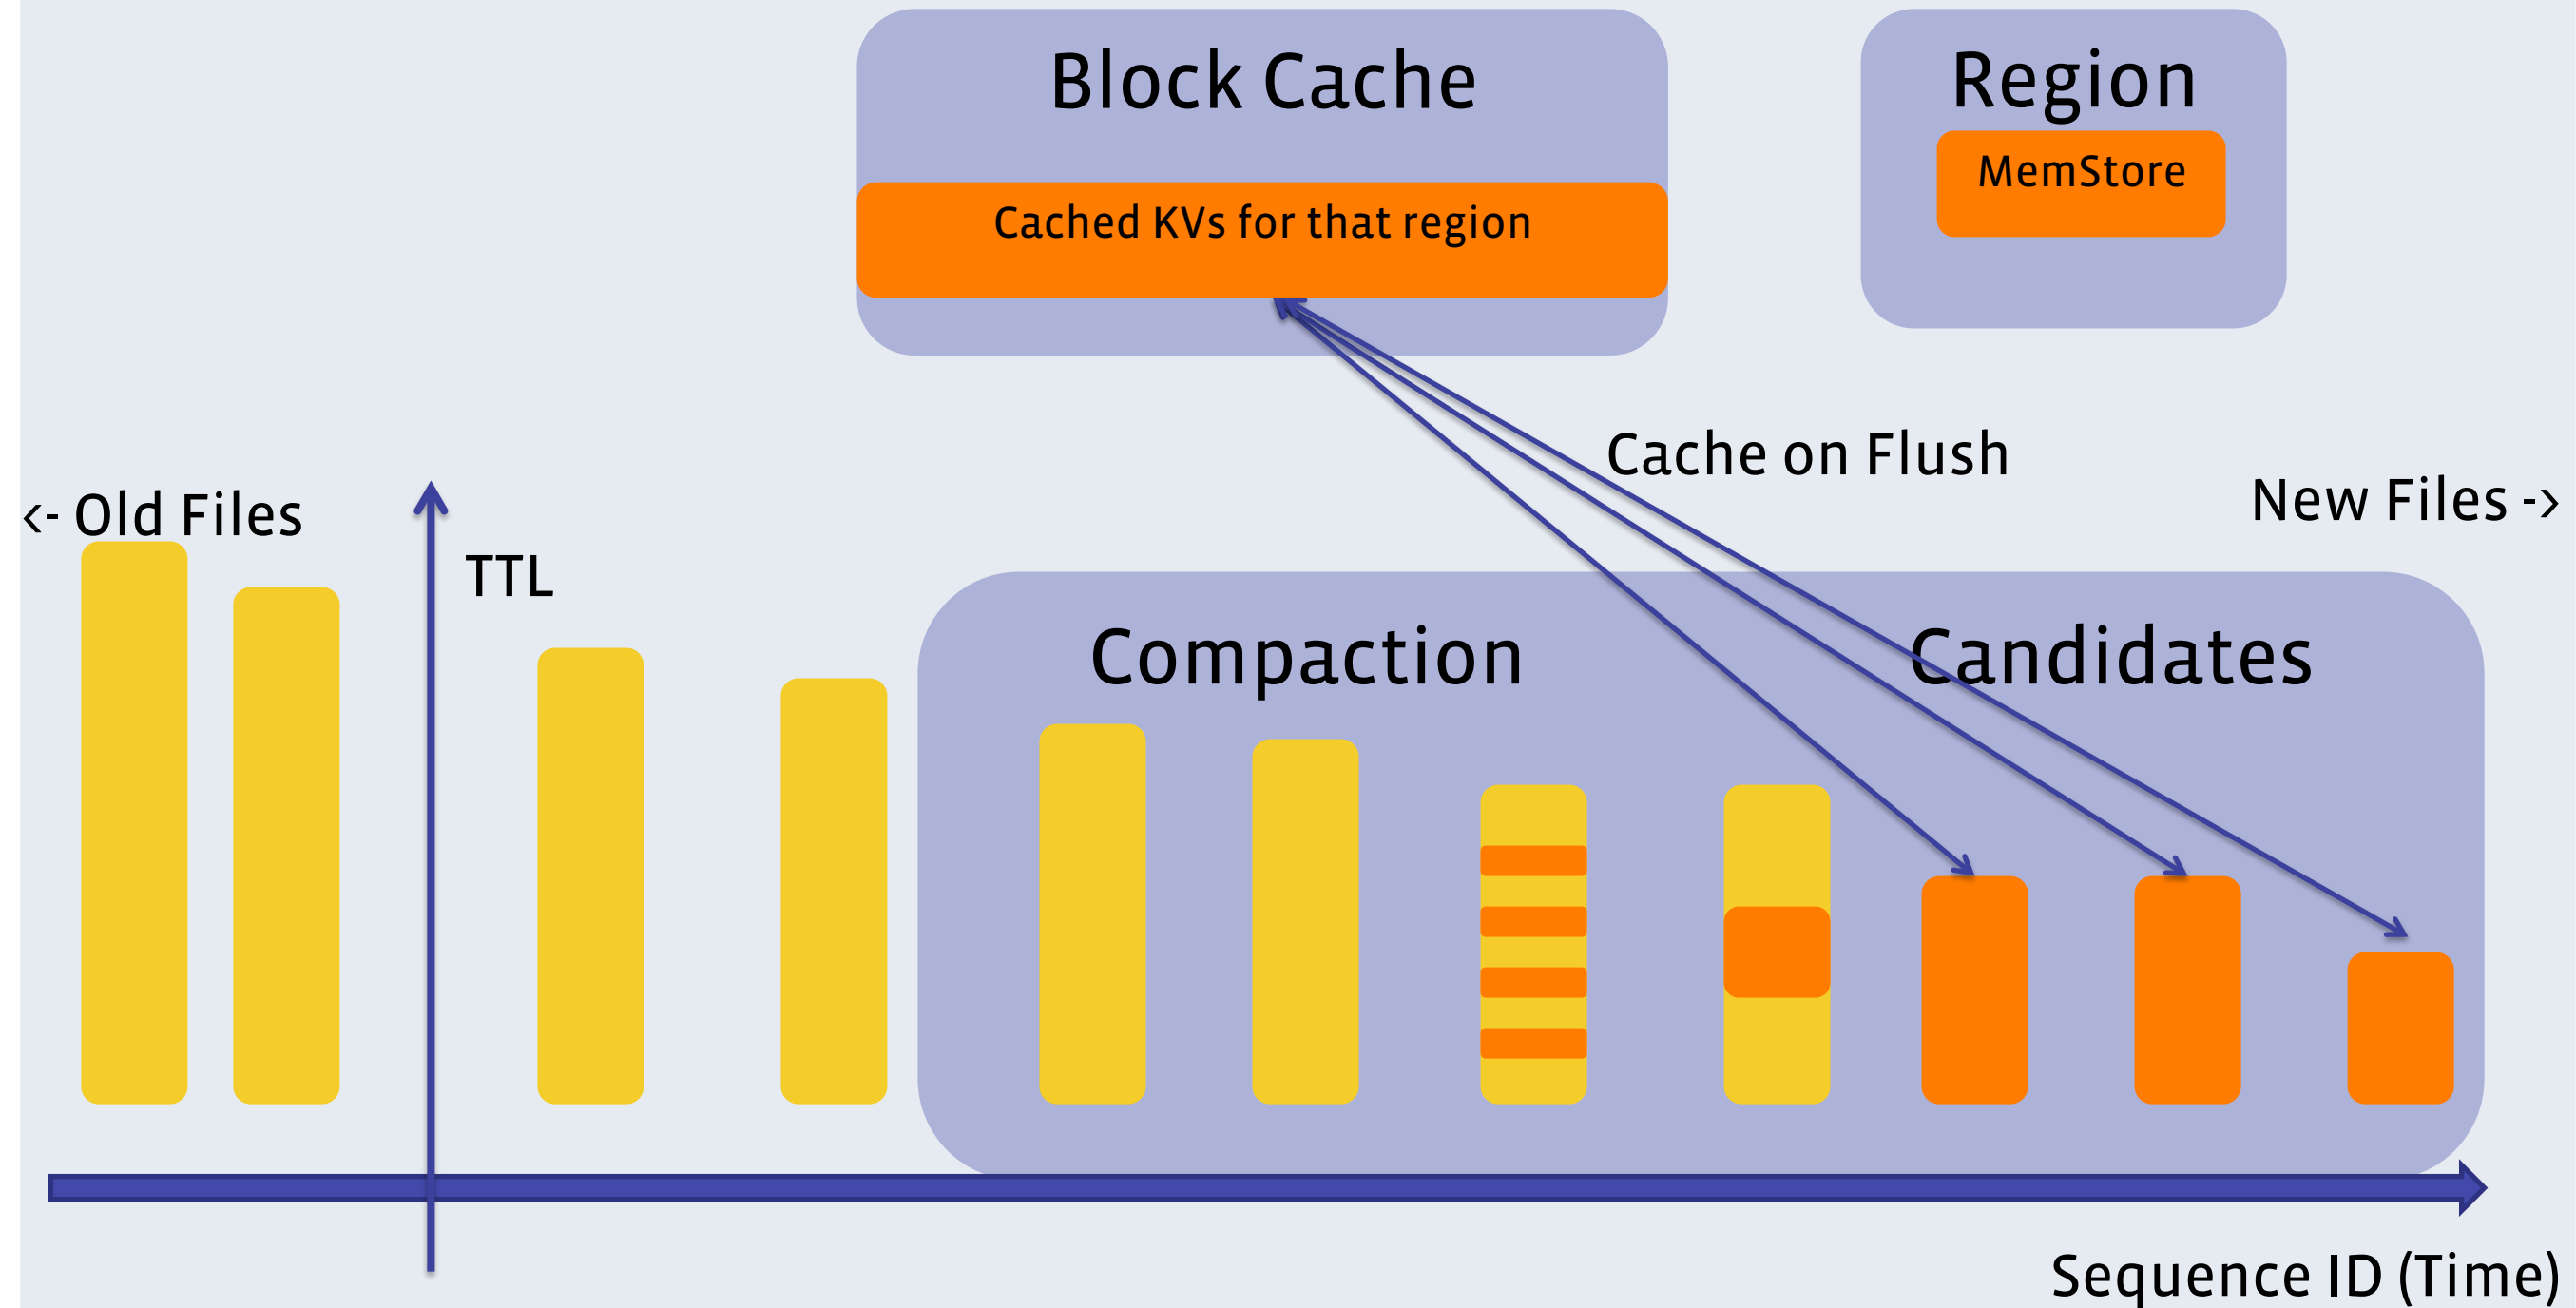 Block Cache
Region
MemStore
Cached KVs for that region
Cache on Flush
<- Old Files
New Files ->
TTL
Compaction Candidates
Sequence ID (Time)